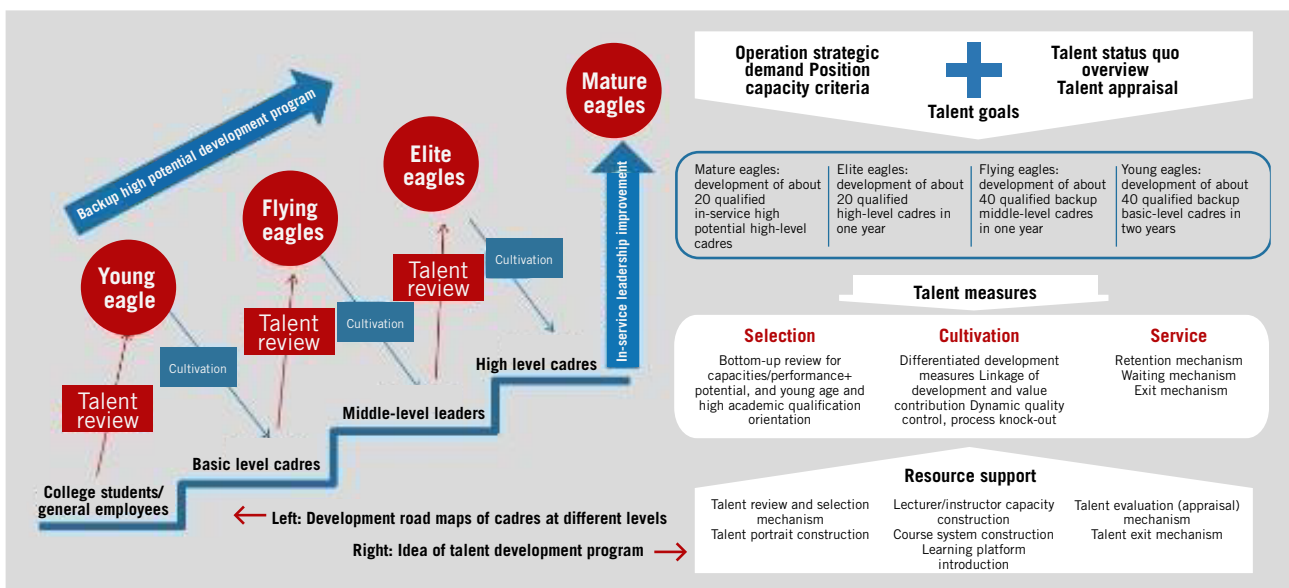 Backup high potential development program
Young
eagle
Flying
eagles
Elite
eagles
Mature
eagles
Talent
review
Cultivation
Talent
review
Cultivation
Talent
review
Cultivation
In-service leadership improvement
College students/
general employees
Basic level cadres
Middle-level leaders
High level cadres
Left: Development road maps of cadres at different levels
Right: Idea of talent development program
Operation strategic
demand Position
capacity criteria
Talent status quo
overview
Talent appraisal
Talent goals
Mature eagles:
development of about
20 qualified
in-service high
potential high-level
cadres
Elite eagles:
development of about
20 qualified
high-level cadres in
one year
Flying eagles:
development of about
40 qualified backup
middle-level cadres
in one year
Young eagles:
development of about
40 qualified backup
basic-level cadres in
two years
Talent measures
Selection
Bottom-up review for
capacities/performance+
potential, and young age and
high academic qualification
orientation
Cultivation
Differentiated development
measures Linkage of
development and value
contribution Dynamic quality
control, process knock-out
Service
Retention mechanism
Waiting mechanism
Exit mechanism
Resource support
Talent review and selection
mechanism
Talent portrait construction
Lecturer/instructor capacity
construction
Course system construction
Learning platform
introduction
Talent evaluation (appraisal)
mechanism
Talent exit mechanism